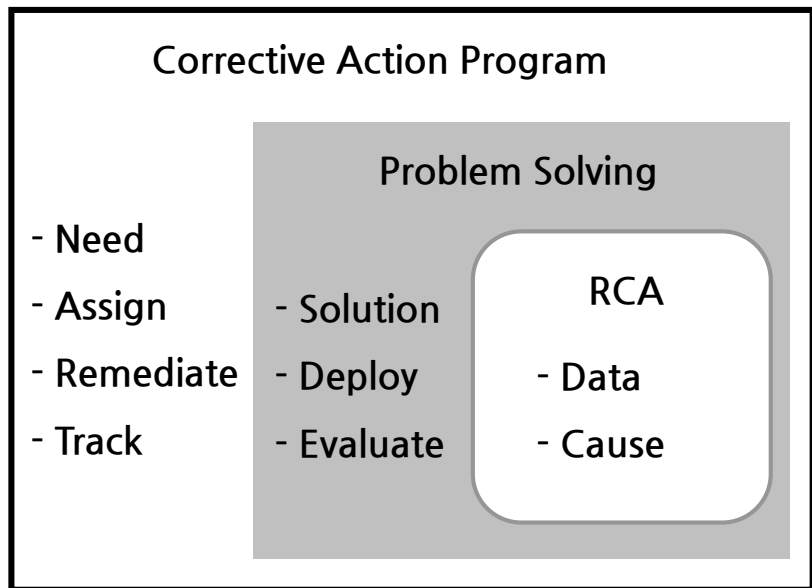 Corrective Action Program
Problem Solving
- Need
- Assign
- Remediate
- Track
- Solution
- Deploy
- Evaluate
RCA
- Data
- Cause